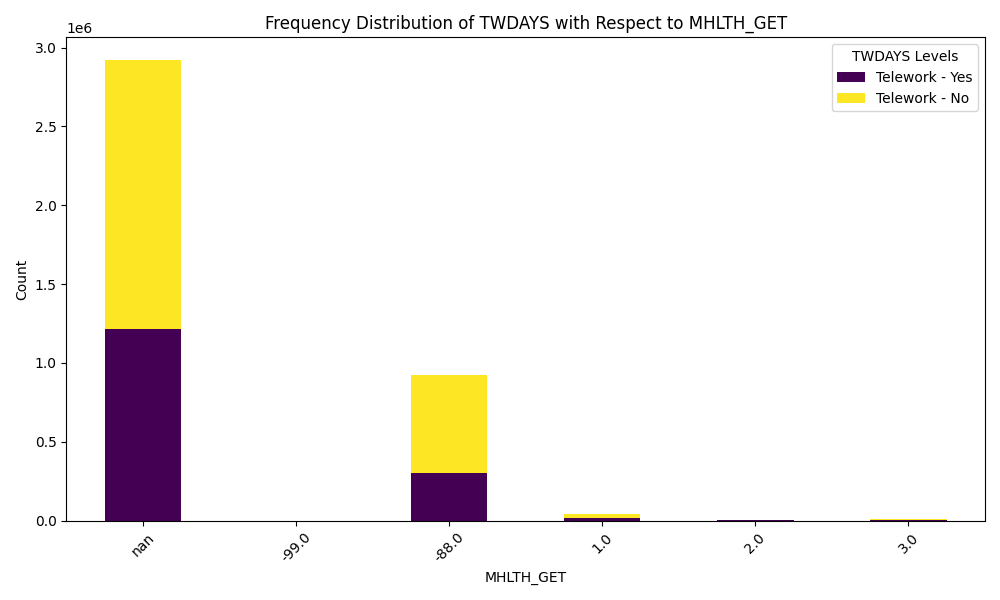 Frequency Distribution of TWDAYS with Respect to MHLTH_GET
1e6
3.0
2.5
2.0
1.5
1.0
0.5
0.0
Count
TWDAYS Levels
Telework - Yes
Telework - No
nan
-99.0
-88.0
1.0
2.0
3.0
MHLTH_GET